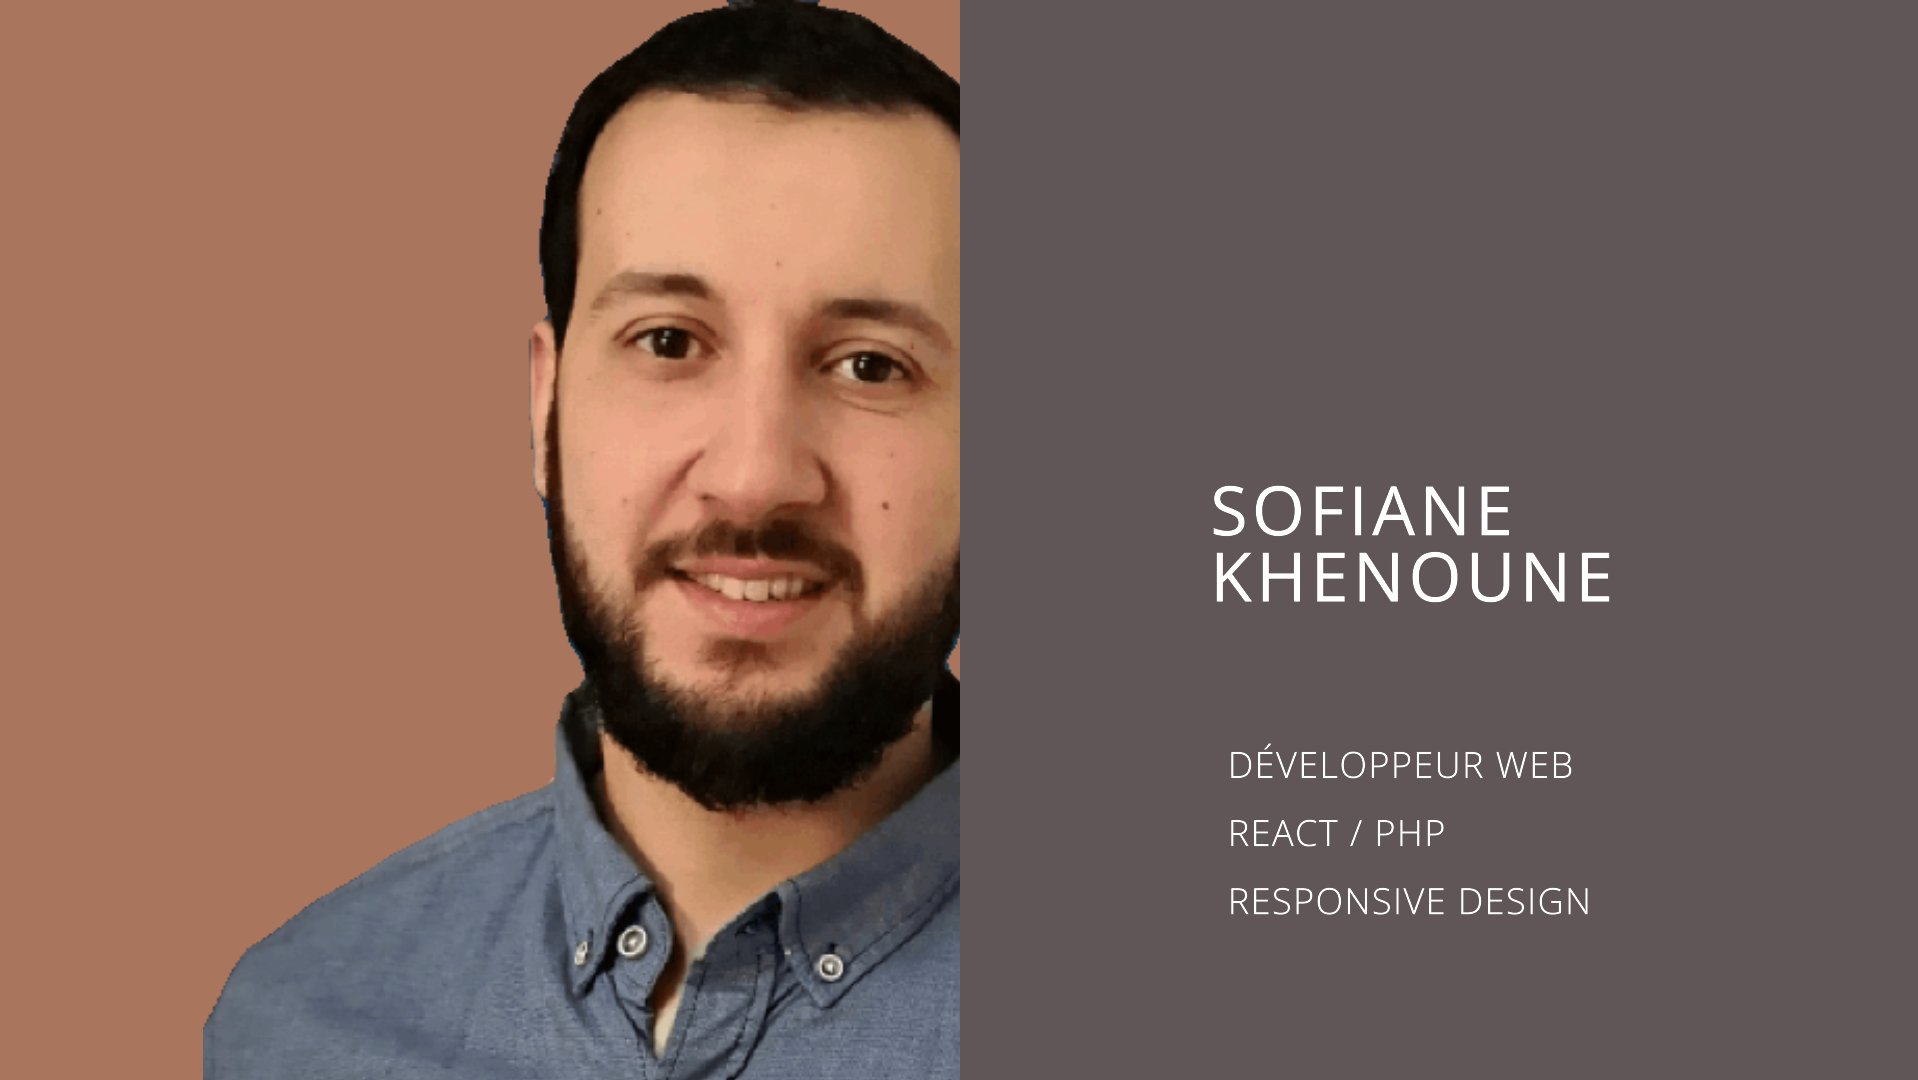 SOFIANE
KHENOUNE
DÉVELOPPEUR WEB
REACT / PHP
RESPONSIVE DESIGN